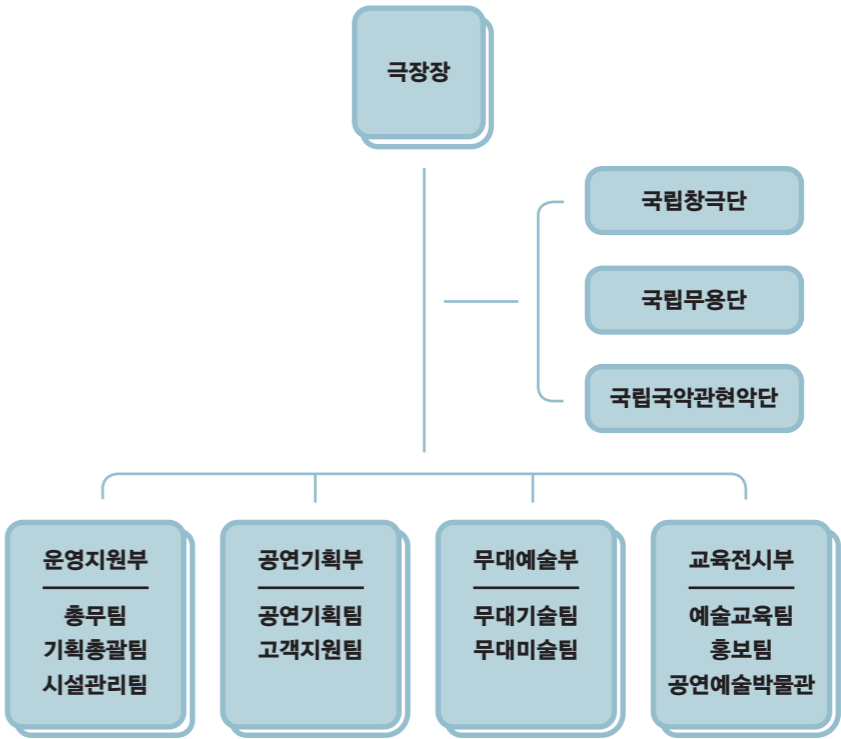 극장장
국립창극단
국립무용단
국립국악관현악단
운영지원부
총무팀
기획총괄팀
시설관리팀
공연기획부
공연기획팀
고객지원팀
무대예술부
무대기술팀
무대미술팀
교육전시부
예술교육팀
홍보팀
공연예술박물관